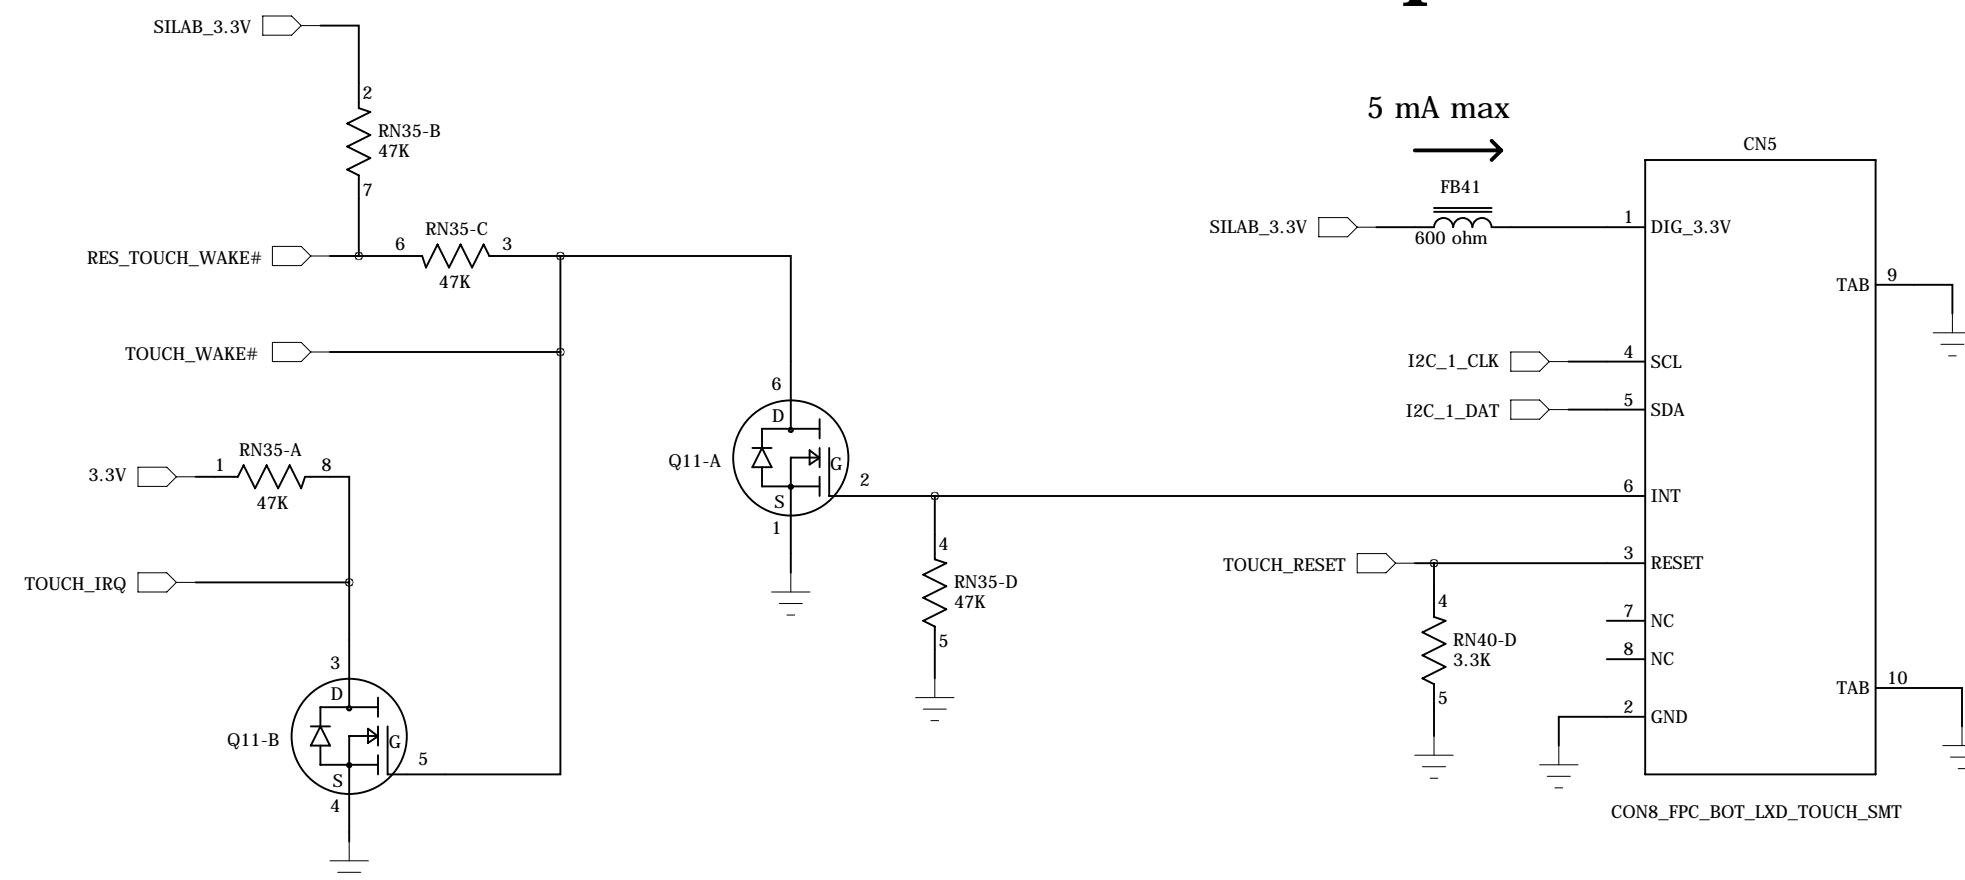 SILAB_3.3V
2
RN35-B
47K
7
RES_TOUCH_WAKE#
6
RN35-C
3
47K
TOUCH_WAKE#
3.3V
1
RN35-A
8
47K
TOUCH_IRQ
3
D
Q11-B
G
5
S
4
6
D
Q11-A
G
2
S
1
4
RN35-D
47K
5
5 mA max
FB41
SILAB_3.3V
600 ohm
CN5
1
DIG_3.3V
TAB
9
I2C_1_CLK
4
SCL
I2C_1_DAT
5
SDA
6
INT
TOUCH_RESET
3
RESET
4
RN40-D
3.3K
5
7
NC
8
NC
TAB
10
2
GND
CON8_FPC_BOT_LXD_TOUCH_SMT